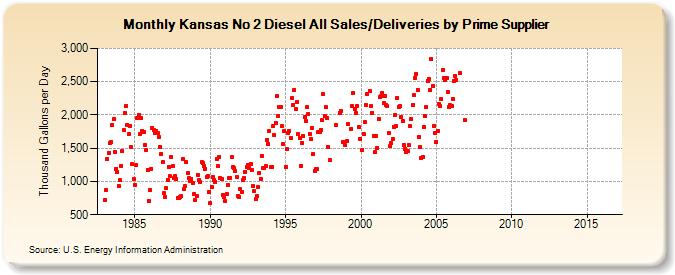 Monthly Kansas No 2 Diesel All Sales/Deliveries by Prime Supplier
Thousand Gallons per Day
3,000
2,500
2,000
1,500
1,000
500
1985 1990 1995 2000 2005 2010 2015
Source: U.S. Energy Information Administration